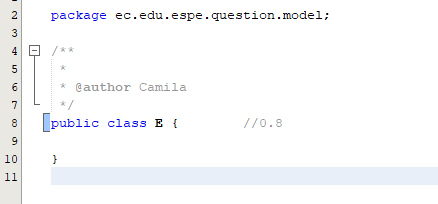 2 package ec.edu.espe.question.model;
3
4 /**
5 *
6 * @author Camila
7 */
8 public class E { //0.8
9
10 }
11